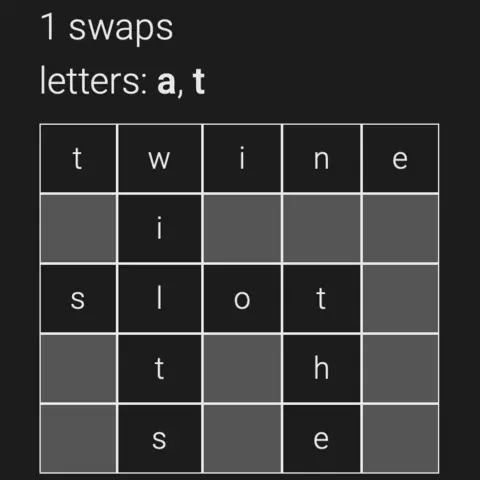 1 swaps
letters: a, t
t w i n e
i
s l o t
t h
s e